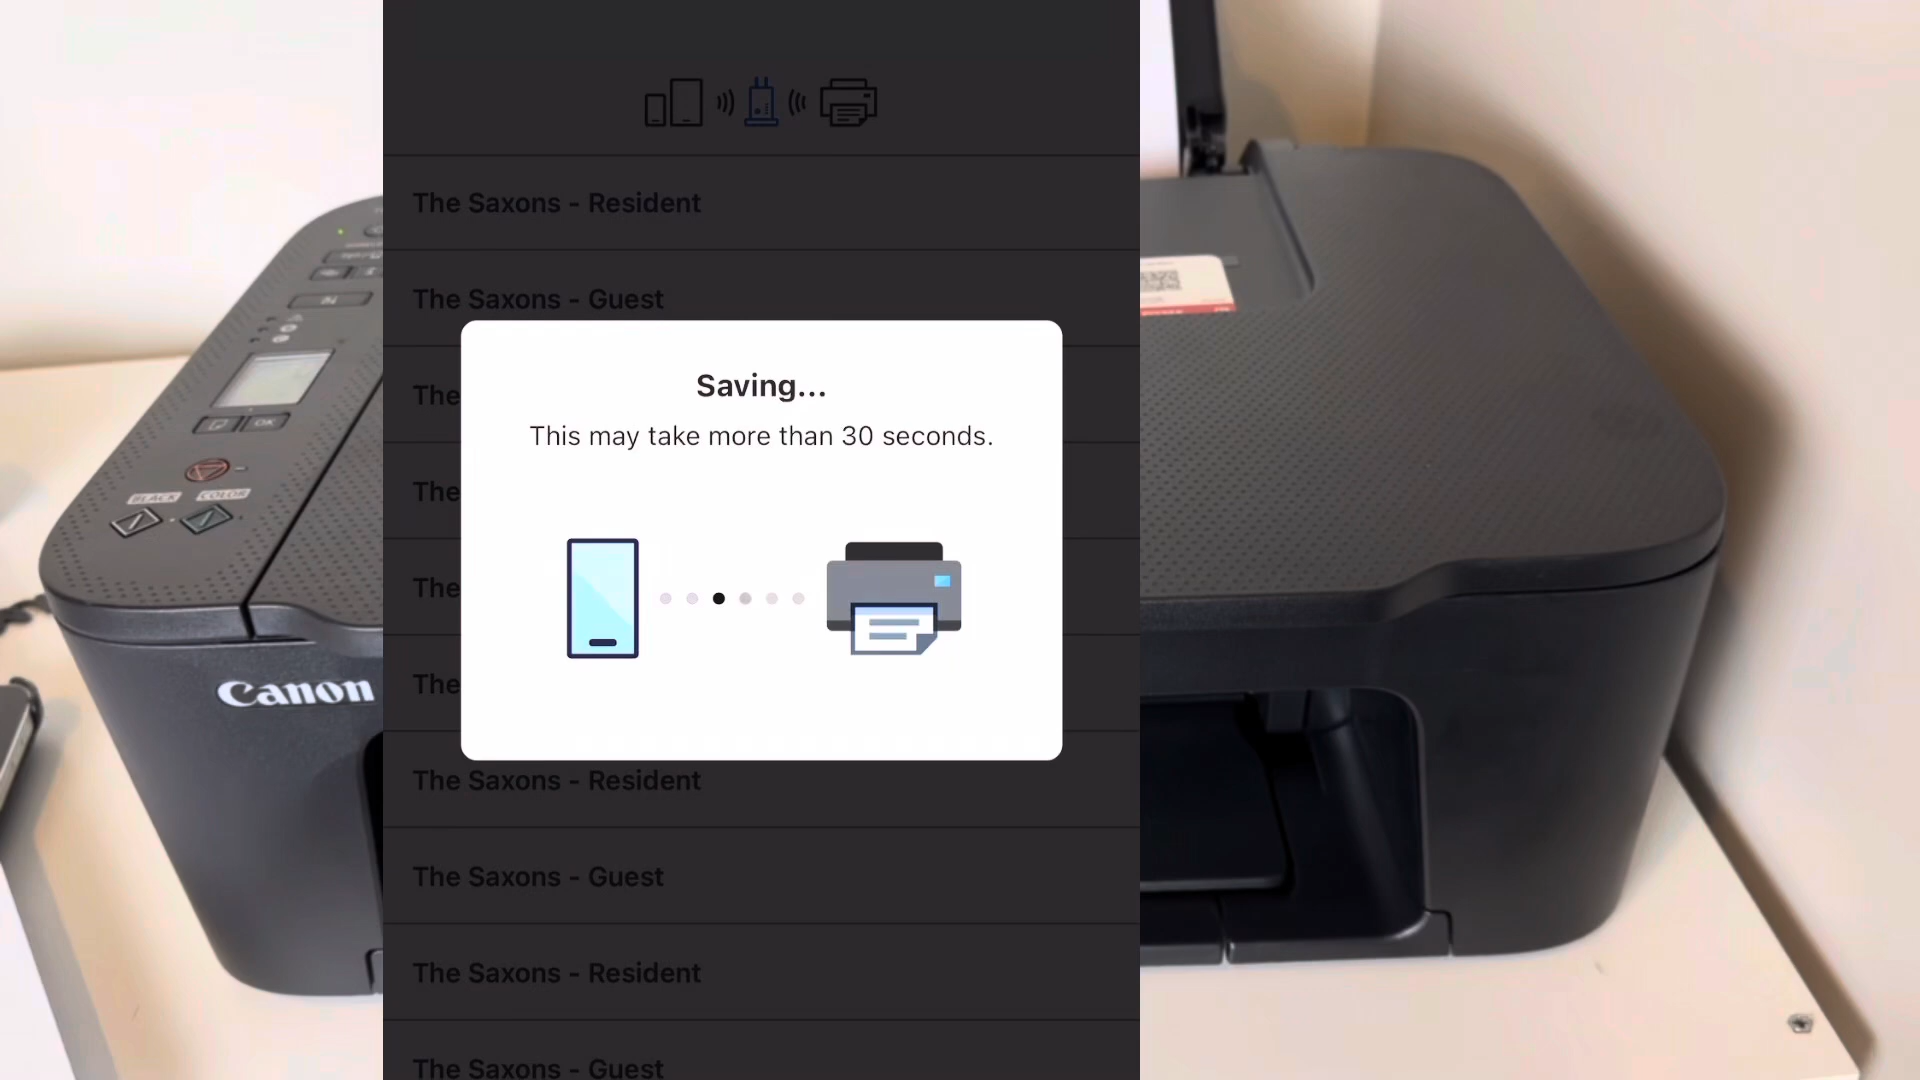 The Saxons - Resident
The Saxons - Guest
The
The
The
The
Saving...
This may take more than 30 seconds.
The Saxons - Resident
The Saxons - Guest
The Saxons - Resident
The Saxons - Guest
OK
BLACK
COLOR
Canon